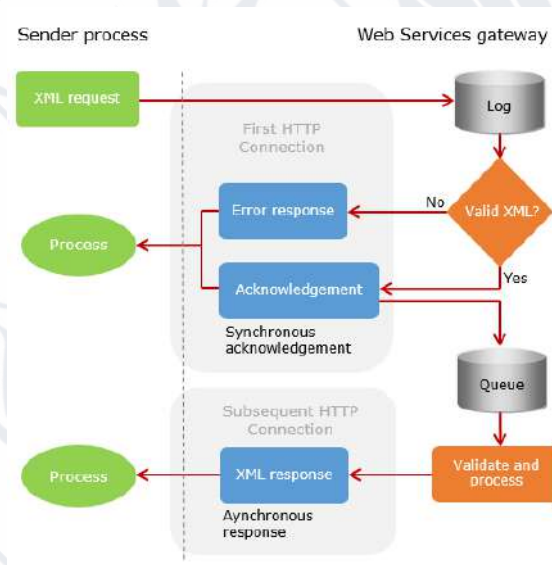 Sender process
Web Services gateway
XML request
Log
First HTTP
Connection
Error response
No
Valid XML?
Process
Yes
Acknowledgement
Synchronous
acknowledgement
Queue
Subsequent HTTP
Connection
Process
XML response
Validate and
process
Aynchronous
response